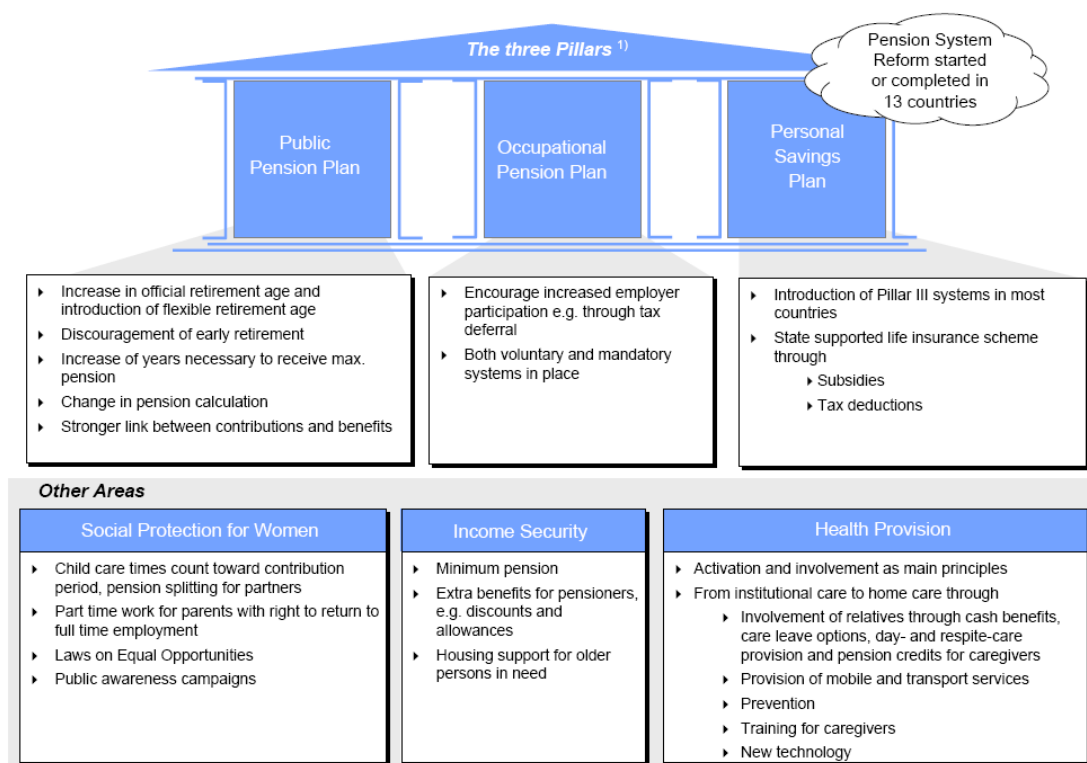 The three Pillars 1)
Pension System
Reform started
or completed in
13 countries
Public
Pension Plan
Occupational
Pension Plan
Personal
Savings
Plan
Increase in official retirement age and
introduction of flexible retirement age
Discouragement of early retirement
Increase of years necessary to receive max.
pension
Change in pension calculation
Stronger link between contributions and benefits
Encourage increased employer
participation e.g. through tax
deferral
Both voluntary and mandatory
systems in place
Introduction of Pillar III systems in most
countries
State supported life insurance scheme
through
Subsidies
Tax deductions
Other Areas
Social Protection for Women
Child care times count toward contribution
period, pension splitting for partners
Part time work for parents with right to return to
full time employment
Laws on Equal Opportunities
Public awareness campaigns
Income Security
Minimum pension
Extra benefits for pensioners,
e.g. discounts and
allowances
Housing support for older
persons in need
Health Provision
Activation and involvement as main principles
From institutional care to home care through
Involvement of relatives through cash benefits,
care leave options, day- and respite-care
provision and pension credits for caregivers
Provision of mobile and transport services
Prevention
Training for caregivers
New technology